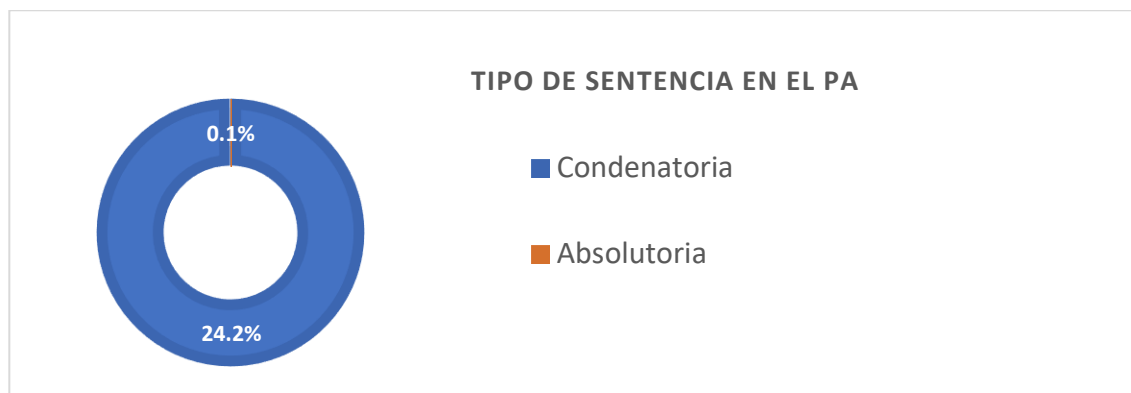 TIPO DE SENTENCIA EN EL PA
0.1%
24.2%
Condenatoria
Absolutoria